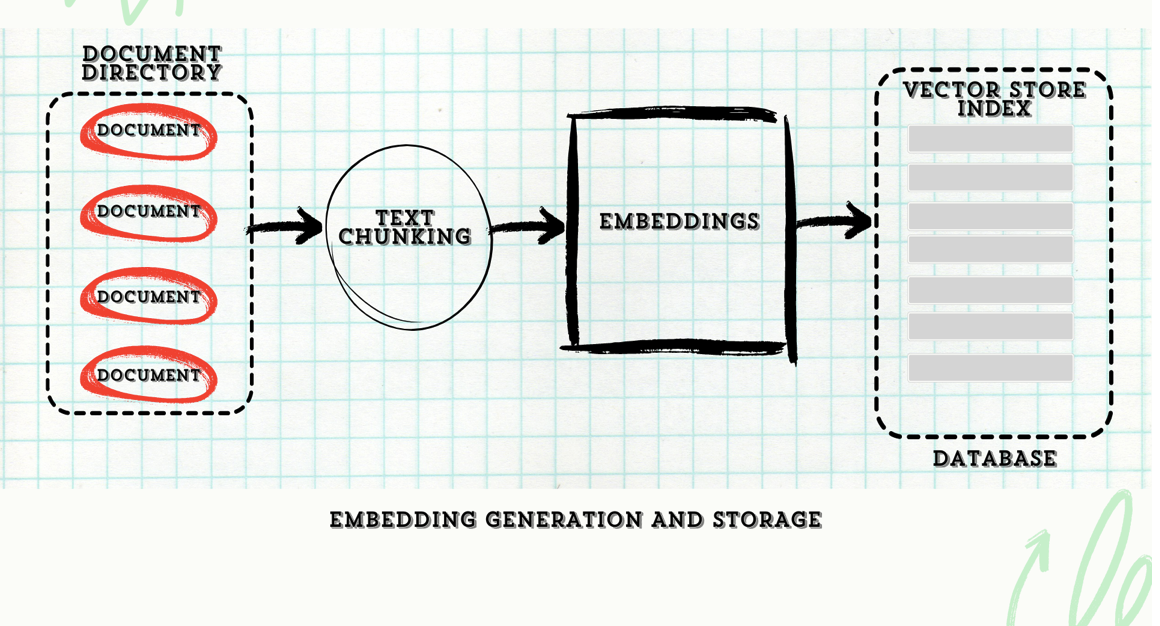 DOCUMENT
DIRECTORY
DOCUMENT
DOCUMENT
DOCUMENT
DOCUMENT
TEXT
CHUNKING
EMBEDDINGS
VECTOR STORE
INDEX
DATABASE
EMBEDDING GENERATION AND STORAGE